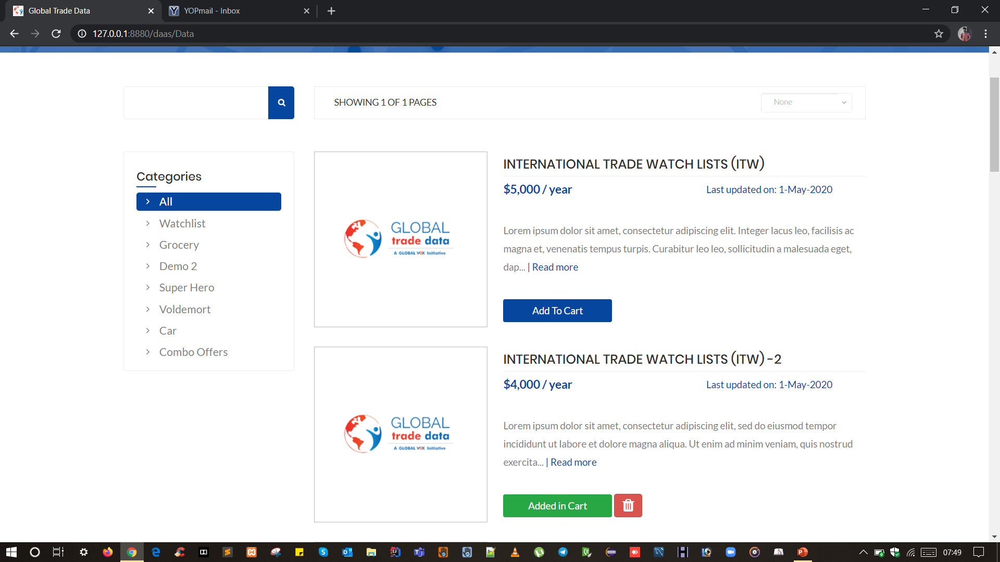 Global Trade Data
YOPmail - Inbox
127.0.0.1:8880/daas/Data
SHOWING 1 OF 1 PAGES
None
Categories
All
Watchlist
Grocery
Demo 2
Super Hero
Voldemort
Car
Combo Offers
GLOBAL
trade data
A GLOBAL VOX Initiative
INTERNATIONAL TRADE WATCH LISTS (ITW)
$5,000 / year
Last updated on: 1-May-2020
Lorem ipsum dolor sit amet, consectetur adipiscing elit. Integer lacus leo, facilisis ac
magna et, venenatis tempus turpis. Curabitur leo leo, sollicitudin a malesuada eget,
dap... | Read more
Add To Cart
GLOBAL
trade data
A GLOBAL VOX Initiative
INTERNATIONAL TRADE WATCH LISTS (ITW) -2
$4,000 / year
Last updated on: 1-May-2020
Lorem ipsum dolor sit amet, consectetur adipiscing elit, sed do eiusmod tempor
incididunt ut labore et dolore magna aliqua. Ut enim ad minim veniam, quis nostrud
exercita... | Read more
Added in Cart
07:49